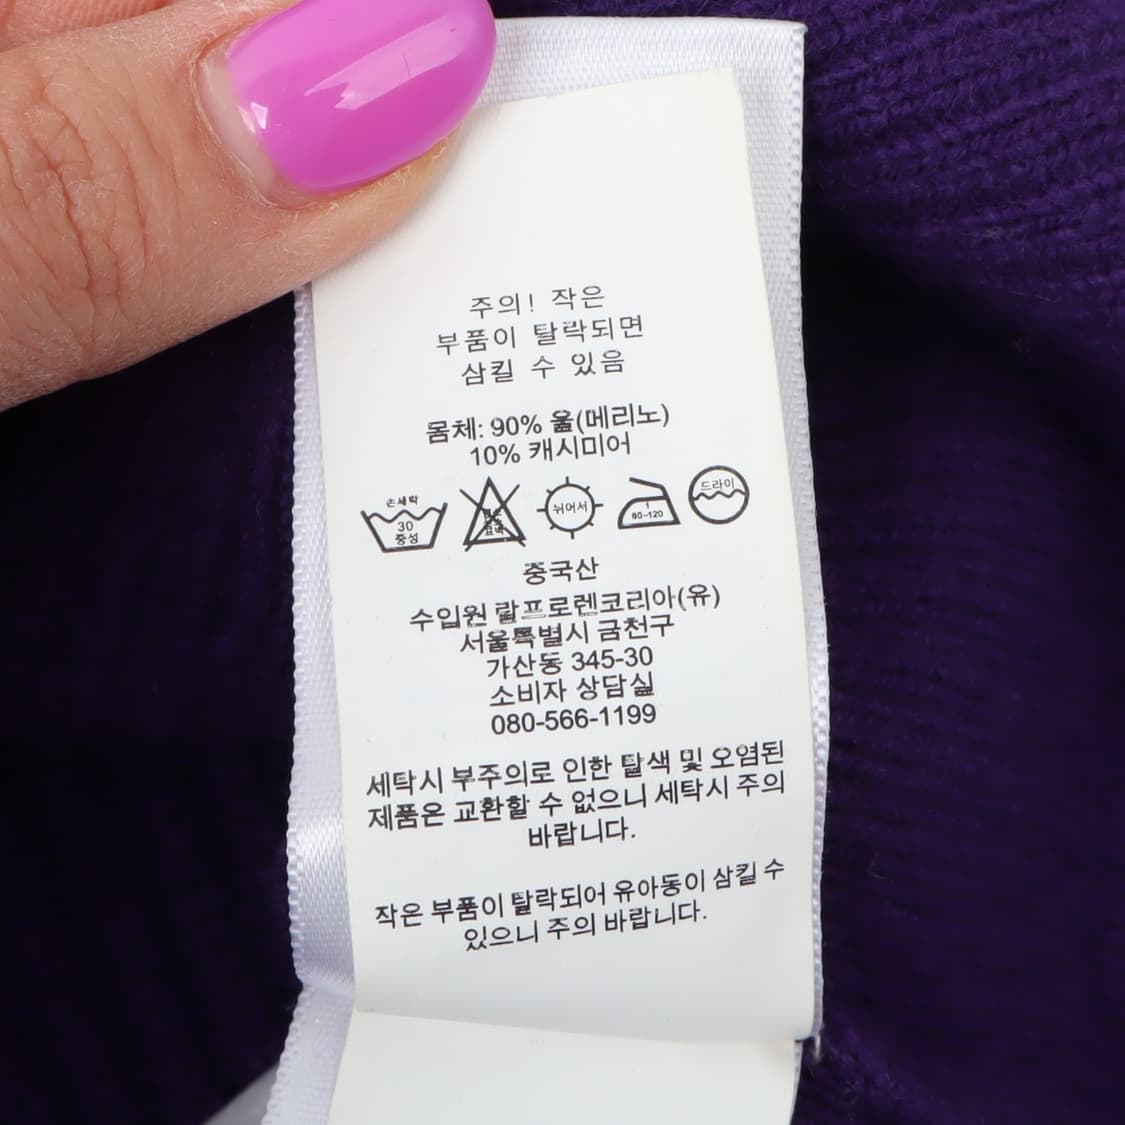 주의! 작은
부품이 탈락되면
삼킬 수 있음
몸체: 90% 울(메리노)
10% 캐시미어
손세탁
30
중성
뉘어서
1
80~120
드라이
중국산
수입원 랄프로렌코리아(유)
서울특별시 금천구
가산동 345-30
소비자 상담실
080-566-1199
세탁시 부주의로 인한 탈색 및 오염된
제품은 교환할 수 없으니 세탁시 주의
바랍니다.
작은 부품이 탈락되어 유아동이 삼킬 수
있으니 주의 바랍니다.